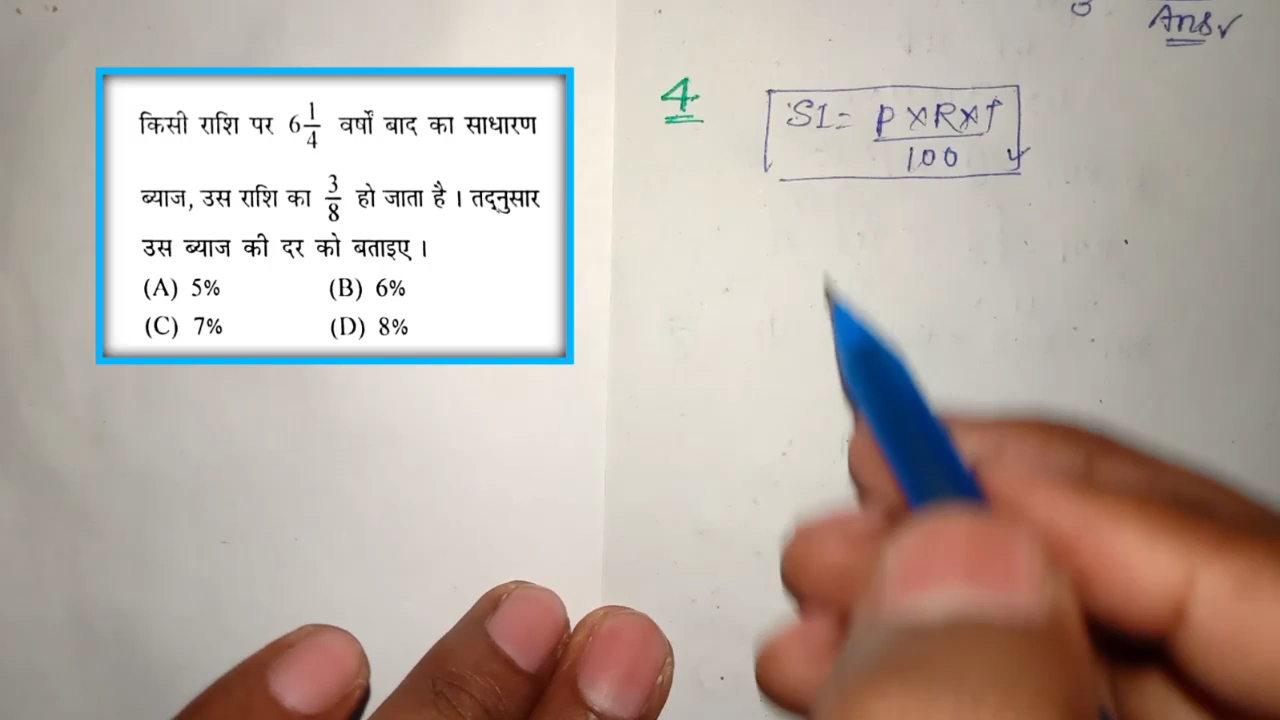 किसी राशि पर 6 1/4 वर्षों बाद का साधारण
ब्याज, उस राशि का 3/8 हो जाता है । तद्नुसार
उस ब्याज की दर को बताइए ।
(A) 5% (B) 6%
(C) 7% (D) 8%
Ans
4
SI = P×R×T
100